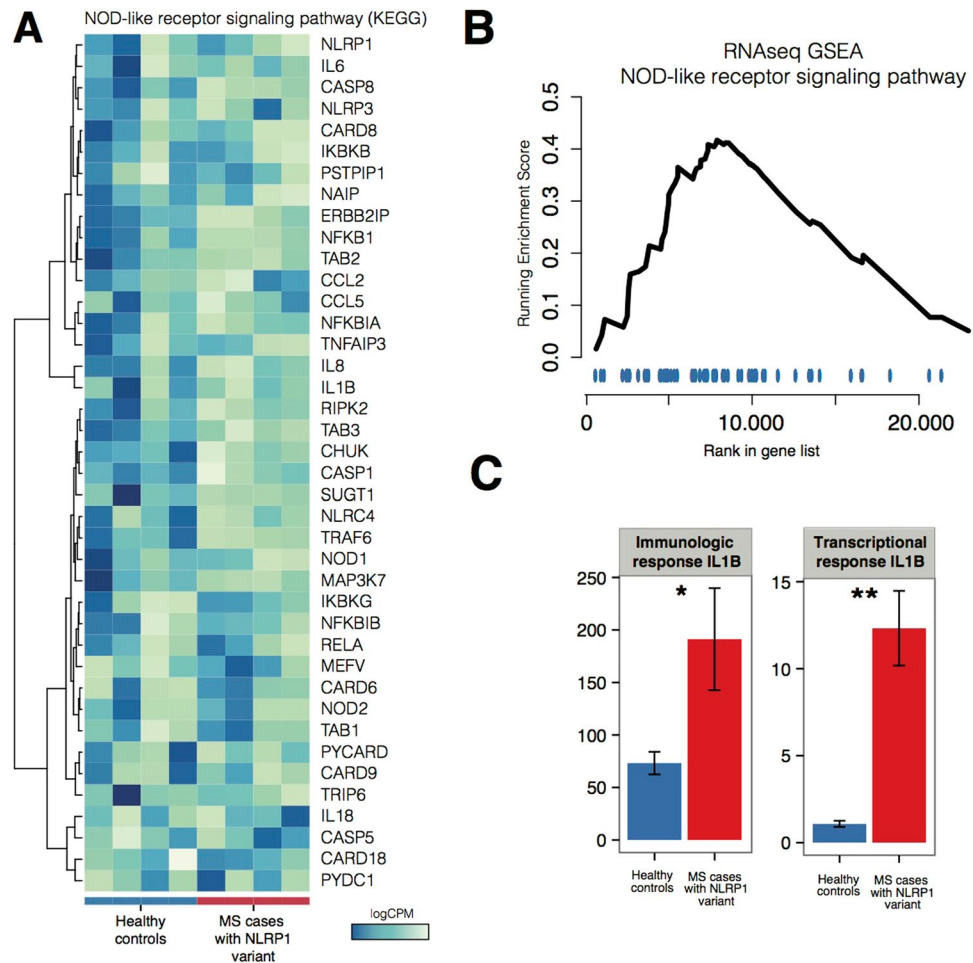 A
NOD-like receptor signaling pathway (KEGG)
NLRP1
IL6
CASP8
NLRP3
CARD8
IKBKB
PSTPIP1
NAIP
ERBB2IP
NFKB1
TAB2
CCL2
CCL5
NFKBIA
TNFAIP3
IL8
IL1B
RIPK2
TAB3
CHUK
CASP1
SUGT1
NLRC4
TRAF6
NOD1
MAP3K7
IKBKG
NFKBIB
RELA
MEFV
CARD6
NOD2
TAB1
PYCARD
CARD9
TRIP6
IL18
CASP5
CARD18
PYDC1
Healthy
controls
MS cases
with NLRP1
variant
logCPM
B
RNAseq GSEA
NOD-like receptor signaling pathway
Running Enrichment Score
0.5
0.4
0.3
0.2
0.1
0.0
0 10.000 20.000
Rank in gene list
C
Immunologic
response IL1B
*
250
200
150
100
50
0
Healthy
controls
MS cases
with NLRP1
variant
Transcriptional
response IL1B
**
15
10
5
0
Healthy
controls
MS cases
with NLRP1
variant